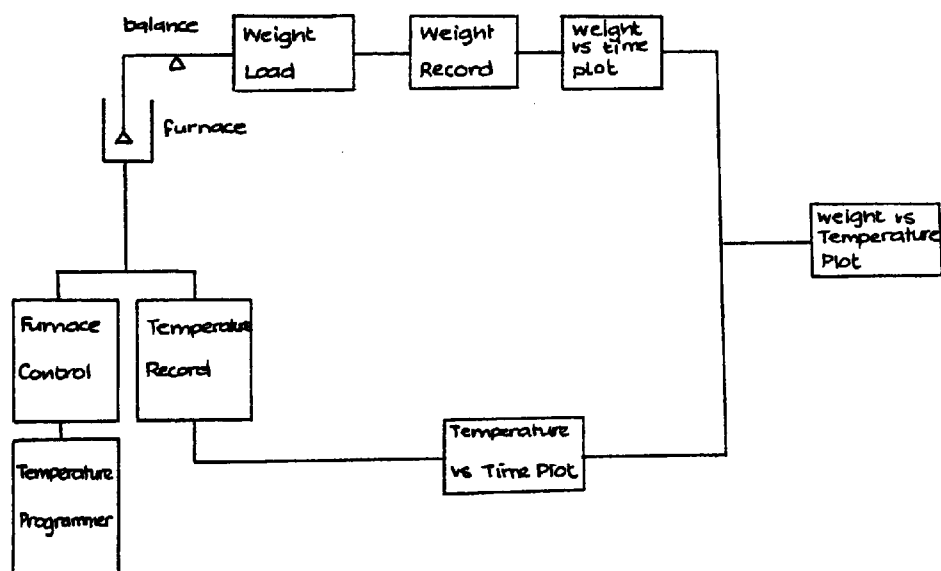 balance
Weight
Load
Weight
Record
weight
vs time
plot
furnace
weight vs
Temperature
Plot
Furnace
Control
Temperature
Record
Temperature
vs Time Plot
Temperature
Programmer